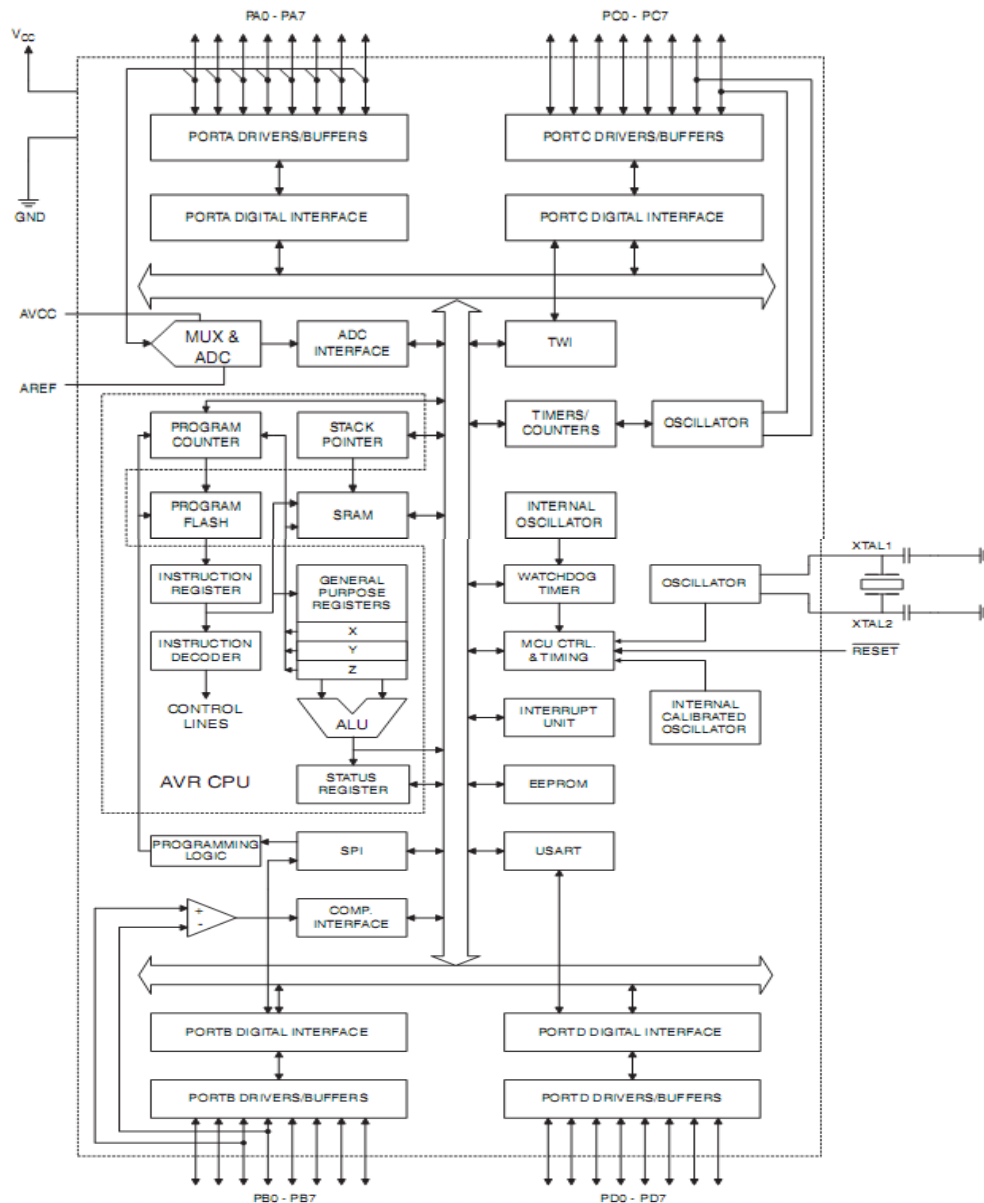 PA0 - PA7
PC0 - PC7
VCC
PORTA DRIVERS/BUFFERS
PORTC DRIVERS/BUFFERS
PORTA DIGITAL INTERFACE
PORTC DIGITAL INTERFACE
GND
AVCC
MUX &
ADC
ADC
INTERFACE
TWI
AREF
PROGRAM
COUNTER
STACK
POINTER
TIMERS/
COUNTERS
OSCILLATOR
PROGRAM
FLASH
SRAM
INTERNAL
OSCILLATOR
XTAL1
INSTRUCTION
REGISTER
GENERAL
PURPOSE
REGISTERS
WATCHDOG
TIMER
OSCILLATOR
X
XTAL2
INSTRUCTION
DECODER
Y
MCU CTRL.
& TIMING
RESET
Z
CONTROL
LINES
ALU
INTERRUPT
UNIT
INTERNAL
CALIBRATED
OSCILLATOR
AVR CPU
STATUS
REGISTER
EEPROM
PROGRAMMING
LOGIC
SPI
USART
+
-
COMP.
INTERFACE
PORTB DIGITAL INTERFACE
PORTD DIGITAL INTERFACE
PORTB DRIVERS/BUFFERS
PORTD DRIVERS/BUFFERS
PB0 - PB7
PD0 - PD7